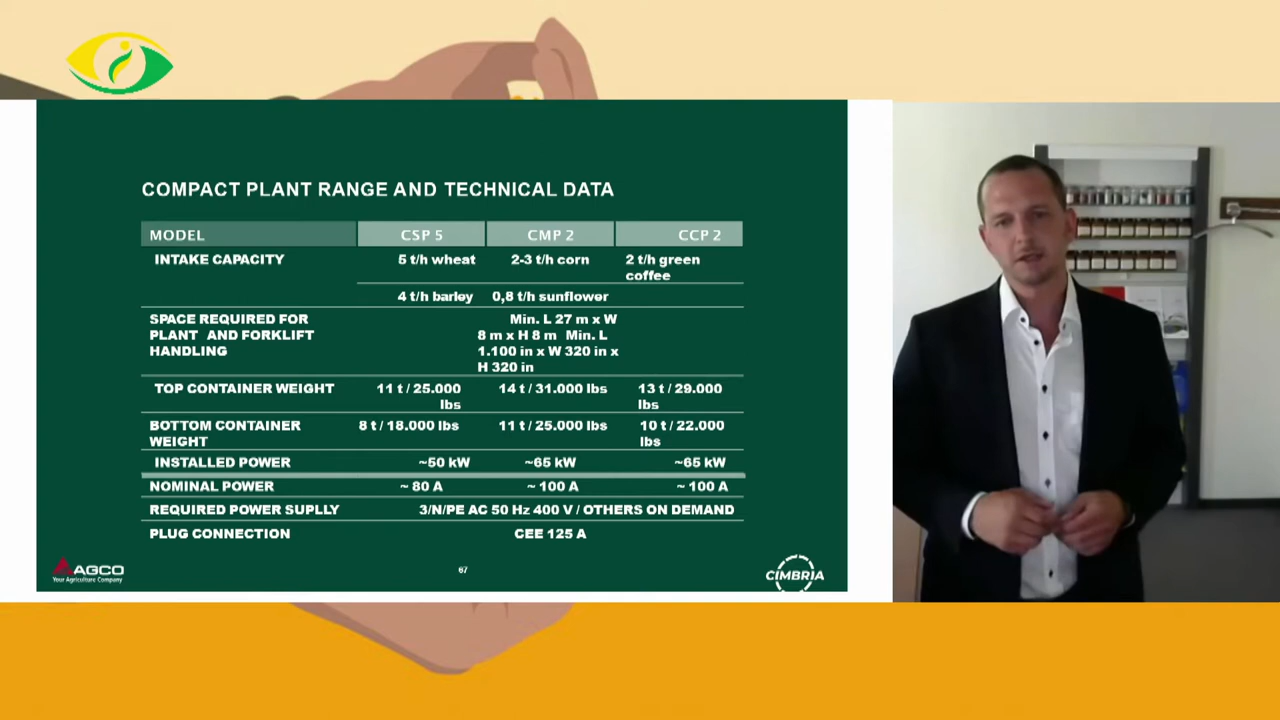 COMPACT PLANT RANGE AND TECHNICAL DATA
MODEL CSP 5 CMP 2 CCP 2
INTAKE CAPACITY 5 t/h wheat 2-3 t/h corn 2 t/h green
coffee
4 t/h barley 0,8 t/h sunflower
SPACE REQUIRED FOR Min. L 27 m x W
PLANT AND FORKLIFT 8 m x H 8 m Min. L
HANDLING 1.100 in x W 320 in x
H 320 in
TOP CONTAINER WEIGHT 11 t / 25.000 14 t / 31.000 lbs 13 t / 29.000
lbs lbs
BOTTOM CONTAINER 8 t / 18.000 lbs 11 t / 25.000 lbs 10 t / 22.000
WEIGHT lbs
INSTALLED POWER ~50 kW ~65 kW ~65 kW
NOMINAL POWER ~ 80 A ~ 100 A ~ 100 A
REQUIRED POWER SUPLLY 3/N/PE AC 50 Hz 400 V / OTHERS ON DEMAND
PLUG CONNECTION CEE 125 A
AGCO
Your Agriculture Company
67
CIMBRIA